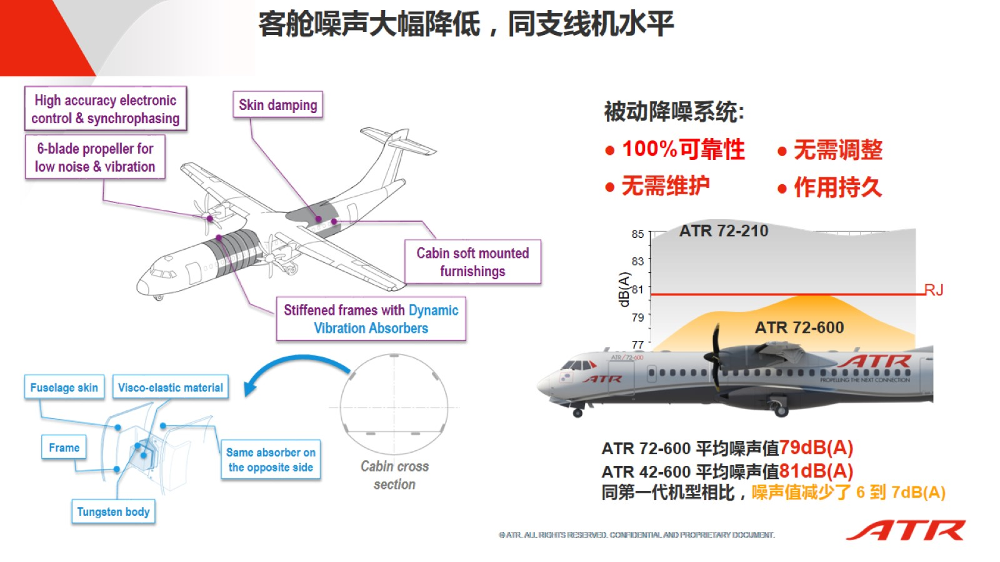 客舱噪声大幅降低，同支线机水平
High accuracy electronic
control & synchrophasing
6-blade propeller for
low noise & vibration
Skin damping
Cabin soft mounted
furnishings
Stiffened frames with Dynamic
Vibration Absorbers
Fuselage skin
Visco-elastic material
Frame
Same absorber on
the opposite side
Tungsten body
Cabin cross
section
被动降噪系统:
● 100%可靠性
● 无需调整
● 无需维护
● 作用持久
ATR 72-210
85
83
81
79
77
dB(A)
RJ
ATR 72-600
ATR/72-600
ATR
ATR
PROPELLING THE NEXT CONNECTION
ATR 72-600 平均噪声值79dB(A)
ATR 42-600 平均噪声值81dB(A)
同第一代机型相比，噪声值减少了 6 到 7dB(A)
© ATR. ALL RIGHTS RESERVED. CONFIDENTIAL AND PROPRIETARY DOCUMENT.
ATR